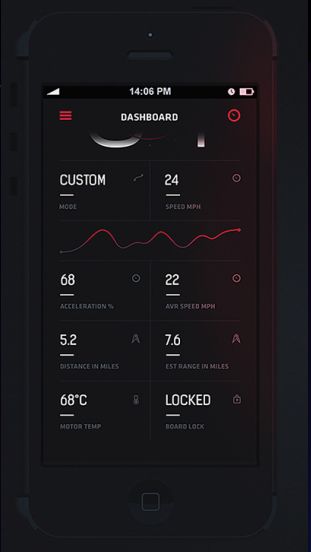 14:06 PM
DASHBOARD
CUSTOM 24
MODE SPEED MPH
68 22
ACCELERATION % AVR SPEED MPH
5.2 7.6
DISTANCE IN MILES EST RANGE IN MILES
68°C LOCKED
MOTOR TEMP BOARD LOCK